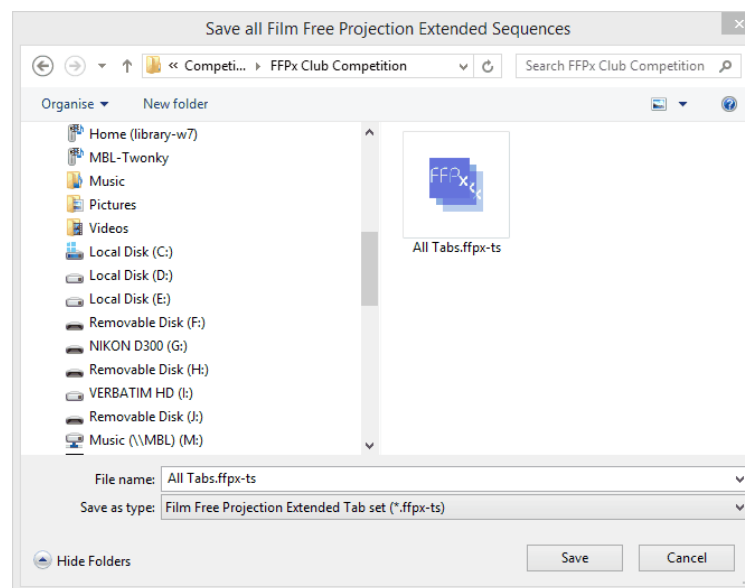 Save all Film Free Projection Extended Sequences
« Competi... FFPx Club Competition
Search FFPx Club Competition
Organise New folder
Home (library-w7)
MBL-Twonky
Music
Pictures
Videos
Local Disk (C:)
Local Disk (D:)
Local Disk (E:)
Removable Disk (F:)
NIKON D300 (G:)
Removable Disk (H:)
VERBATIM HD (I:)
Removable Disk (J:)
Music (\\MBL) (M:)
FFPxxx
All Tabs.ffpx-ts
File name: All Tabs.ffpx-ts
Save as type: Film Free Projection Extended Tab set (*.ffpx-ts)
Hide Folders
Save Cancel